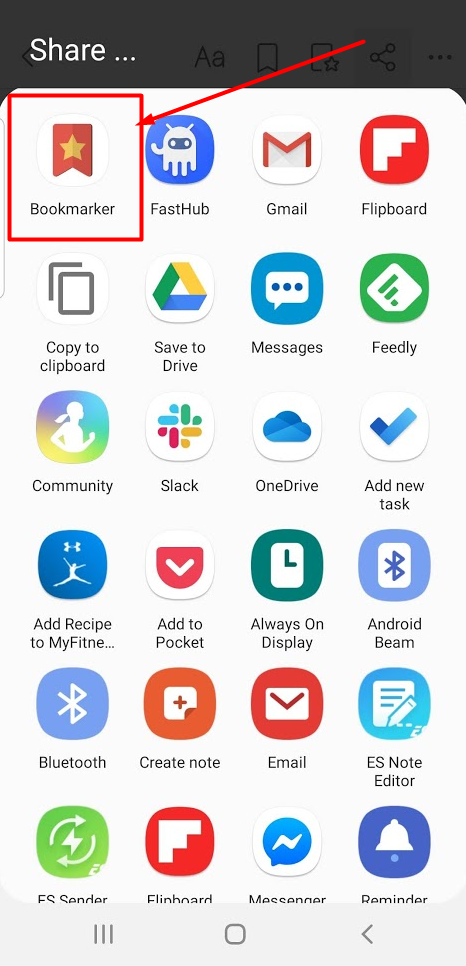 Share ...
Aa
Bookmarker
FastHub
Gmail
Flipboard
Copy to
clipboard
Save to
Drive
Messages
Feedly
Community
Slack
OneDrive
Add new
task
Add Recipe
to MyFitne...
Add to
Pocket
Always On
Display
Android
Beam
Bluetooth
Create note
Email
ES Note
Editor
ES Sender
Flipboard
Messenger
Reminder